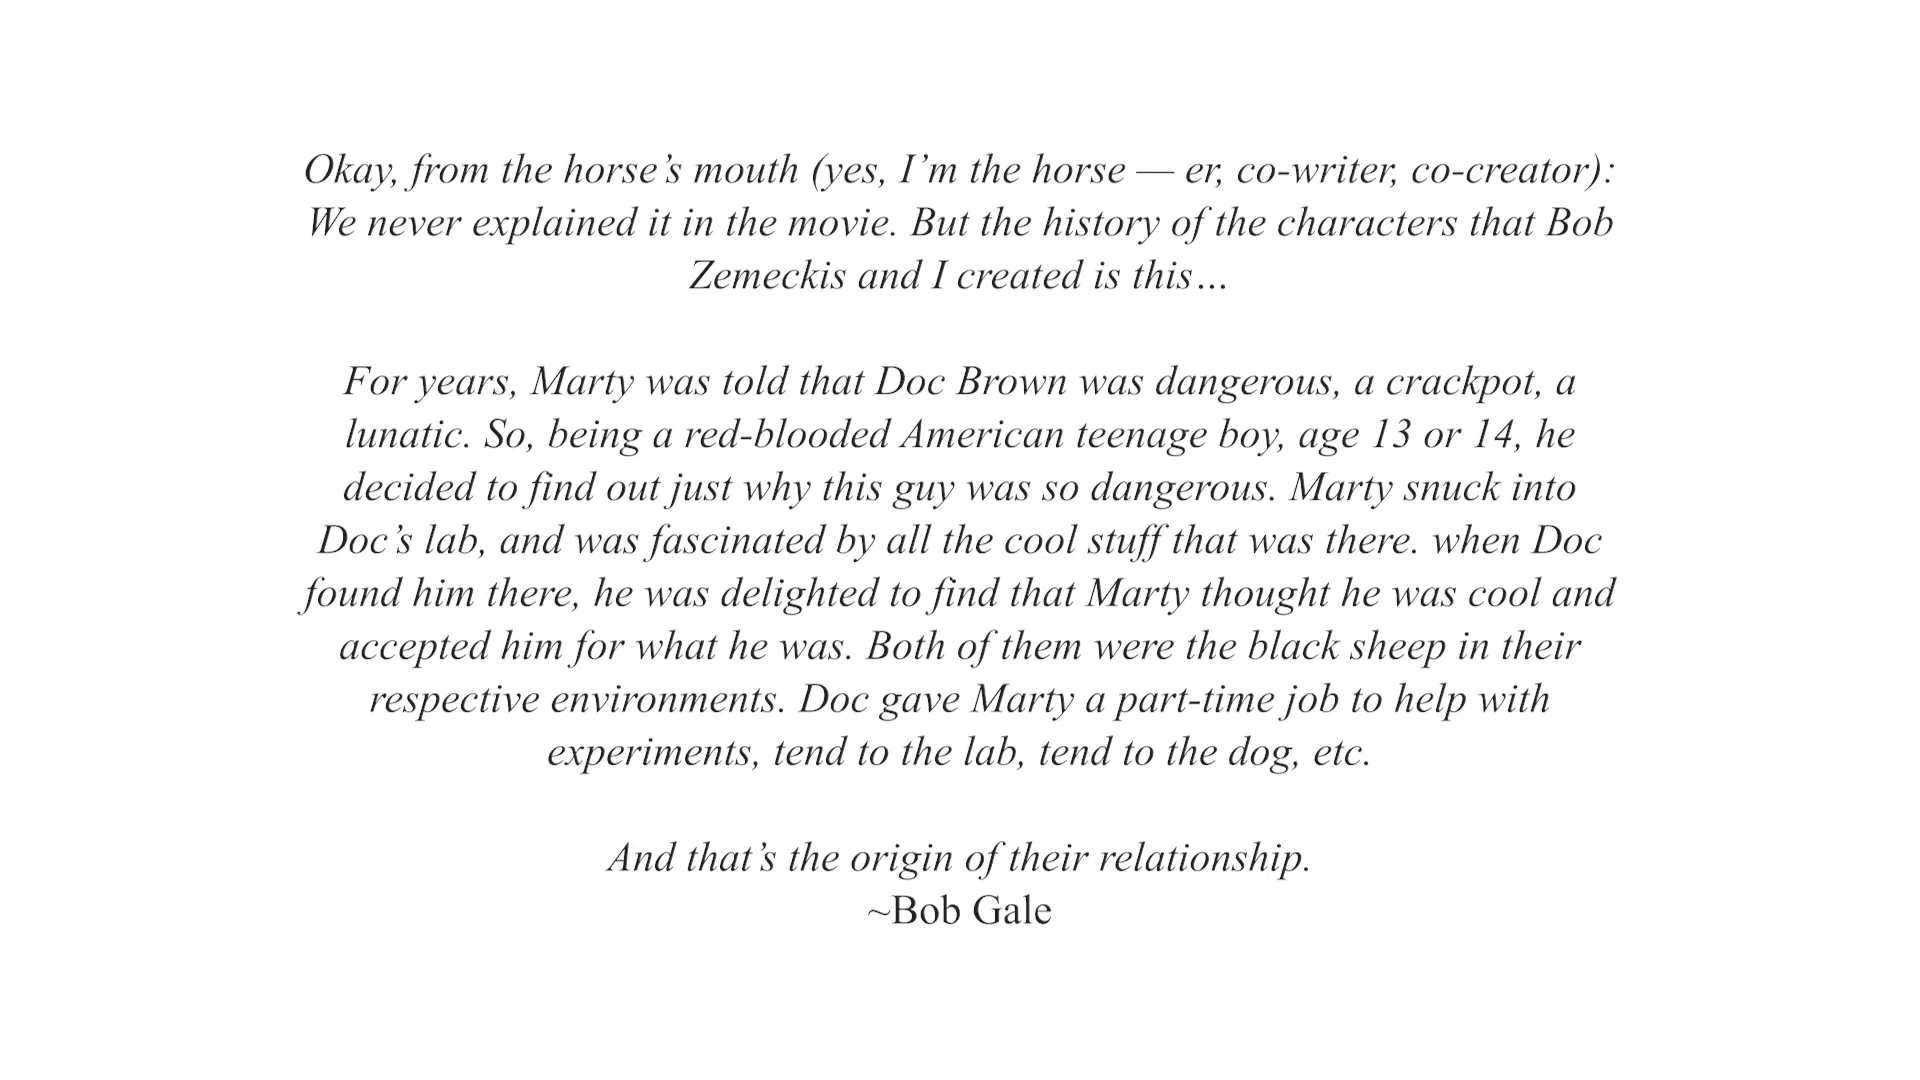 Okay, from the horse’s mouth (yes, I’m the horse — er, co-writer, co-creator):
We never explained it in the movie. But the history of the characters that Bob
Zemeckis and I created is this…
For years, Marty was told that Doc Brown was dangerous, a crackpot, a
lunatic. So, being a red-blooded American teenage boy, age 13 or 14, he
decided to find out just why this guy was so dangerous. Marty snuck into
Doc’s lab, and was fascinated by all the cool stuff that was there. when Doc
found him there, he was delighted to find that Marty thought he was cool and
accepted him for what he was. Both of them were the black sheep in their
respective environments. Doc gave Marty a part-time job to help with
experiments, tend to the lab, tend to the dog, etc.
And that’s the origin of their relationship.
~Bob Gale